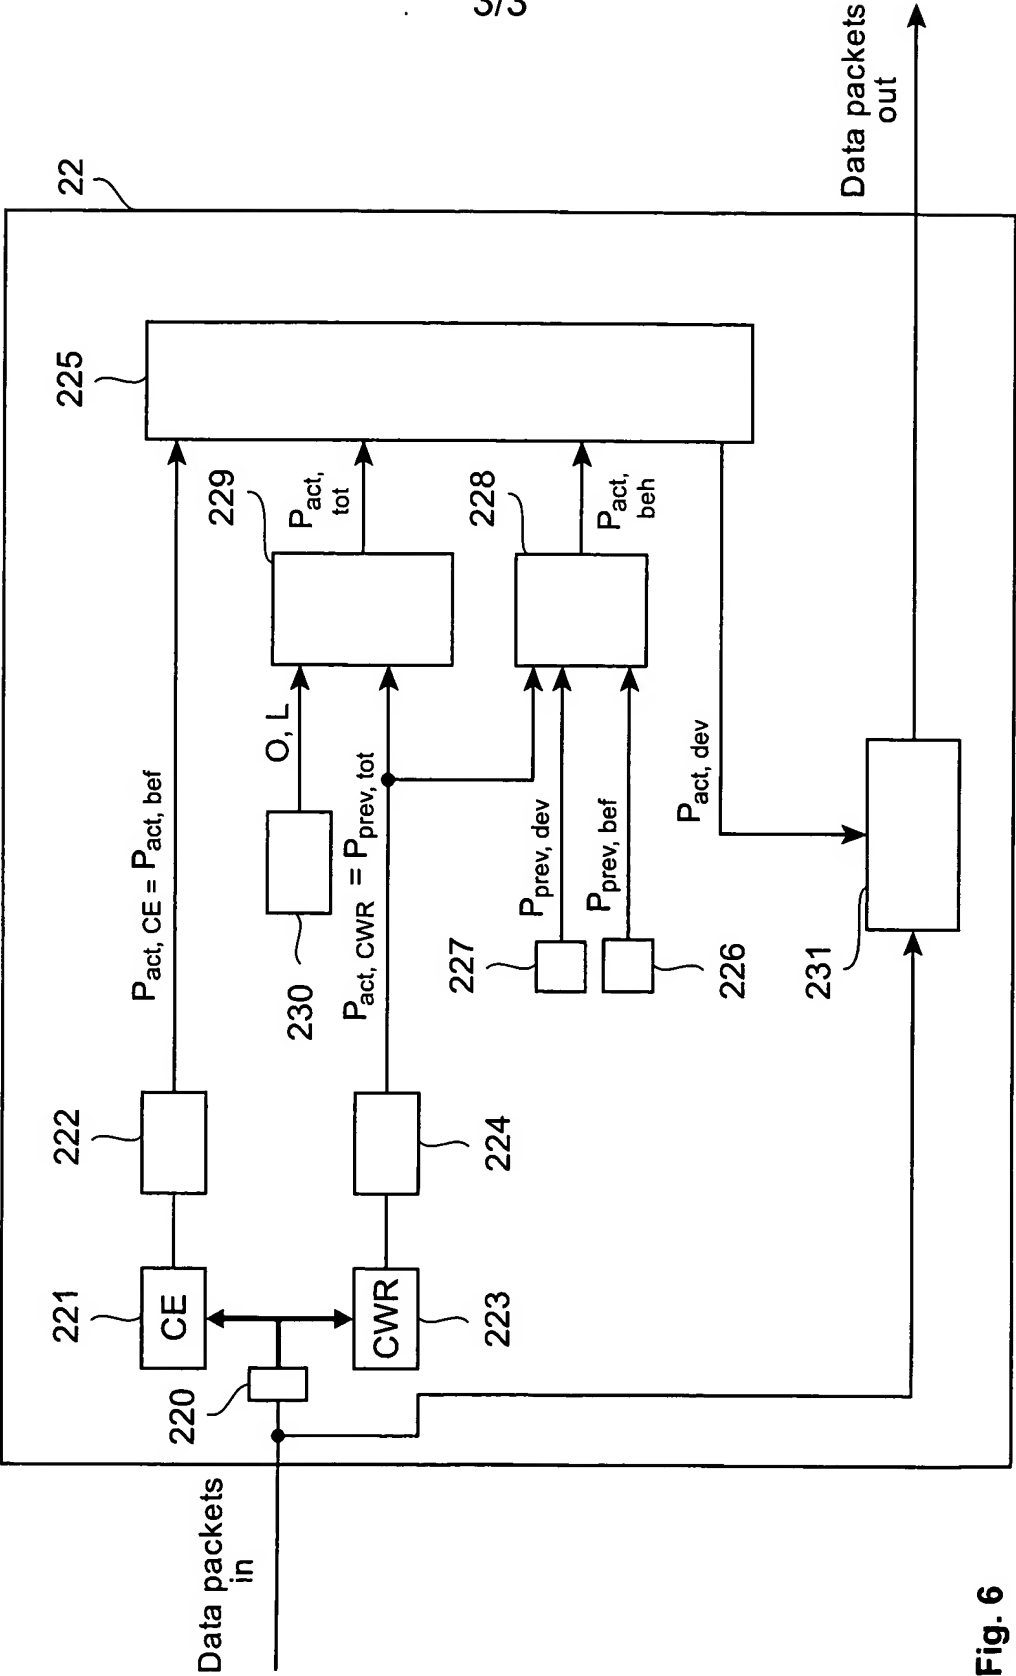 3/3
22
225
229
P_act, tot
228
P_act, beh
P_act, CE = P_act, bef
O, L
230
P_act, CWR = P_prev, tot
P_prev, dev
P_prev, bef
227
226
P_act, dev
231
222
224
221
CE
CWR
223
220
Data packets
in
Data packets
out
Fig. 6